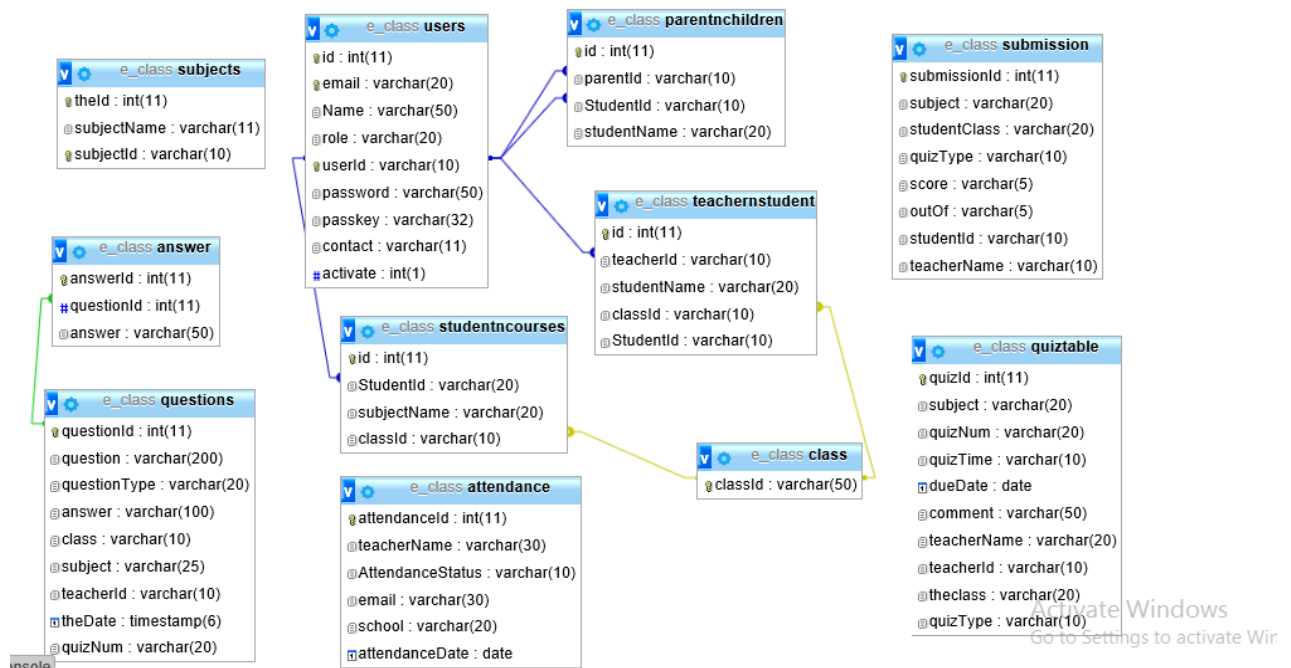 e_class subjects
theId : int(11)
subjectName : varchar(11)
subjectId : varchar(10)
e_class users
id : int(11)
email : varchar(20)
Name : varchar(50)
role : varchar(20)
userId : varchar(10)
password : varchar(50)
passkey : varchar(32)
contact : varchar(11)
activate : int(1)
e_class parentnchildren
id : int(11)
parentId : varchar(10)
StudentId : varchar(10)
studentName : varchar(20)
e_class submission
submissionId : int(11)
subject : varchar(20)
studentClass : varchar(20)
quizType : varchar(10)
score : varchar(5)
outOf : varchar(5)
studentId : varchar(10)
teacherName : varchar(10)
e_class teachernstudent
id : int(11)
teacherId : varchar(10)
studentName : varchar(20)
classId : varchar(10)
StudentId : varchar(10)
e_class answer
answerId : int(11)
questionId : int(11)
answer : varchar(50)
e_class studentncourses
id : int(11)
StudentId : varchar(20)
subjectName : varchar(20)
classId : varchar(10)
e_class quiztable
quizId : int(11)
subject : varchar(20)
quizNum : varchar(20)
quizTime : varchar(10)
dueDate : date
comment : varchar(50)
teacherName : varchar(20)
teacherId : varchar(10)
theclass : varchar(20)
quizType : varchar(10)
e_class questions
questionId : int(11)
question : varchar(200)
questionType : varchar(20)
answer : varchar(100)
class : varchar(10)
subject : varchar(25)
teacherId : varchar(10)
theDate : timestamp(6)
quizNum : varchar(20)
e_class class
classId : varchar(50)
e_class attendance
attendanceId : int(11)
teacherName : varchar(30)
AttendanceStatus : varchar(10)
email : varchar(30)
school : varchar(20)
attendanceDate : date
Activate Windows
Go to Settings to activate Win
nsole